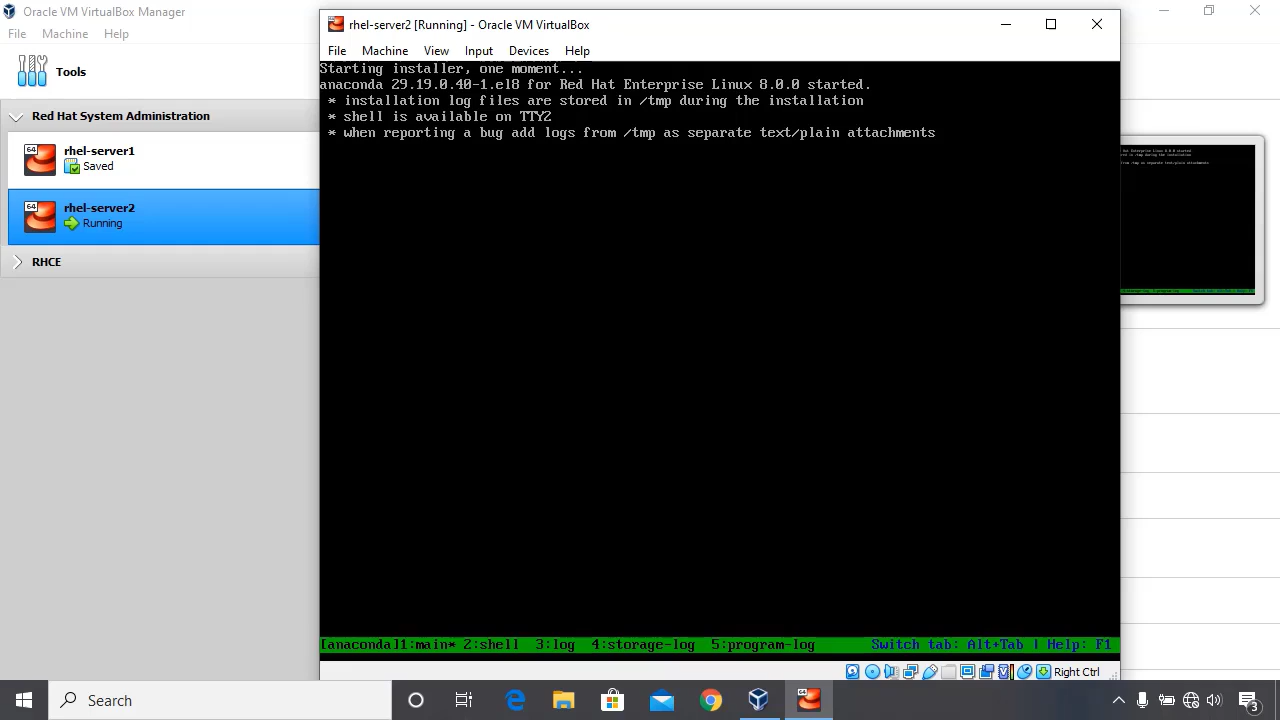 Oracle VM VirtualBox Manager
File Machine Help
Tools
Red Hat System Administration
64
rhel-server1
Saved
64
rhel-server2
Running
RHCE
rhel-server2 [Running] - Oracle VM VirtualBox
File Machine View Input Devices Help
Starting installer, one moment...
anaconda 29.19.0.40-1.el8 for Red Hat Enterprise Linux 8.0.0 started.
* installation log files are stored in /tmp during the installation
* shell is available on TTY2
* when reporting a bug add logs from /tmp as separate text/plain attachments
[anaconda]1:main* 2:shell 3:log 4:storage-log 5:program-log Switch tab: Alt+Tab | Help: F1
Right Ctrl
Search
3